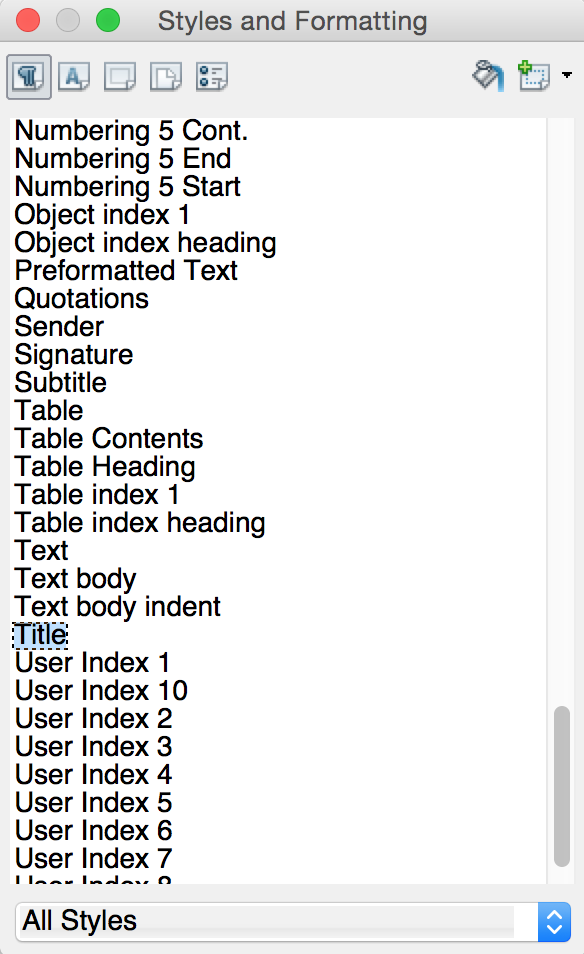 Styles and Formatting
Numbering 5 Cont.
Numbering 5 End
Numbering 5 Start
Object index 1
Object index heading
Preformatted Text
Quotations
Sender
Signature
Subtitle
Table
Table Contents
Table Heading
Table index 1
Table index heading
Text
Text body
Text body indent
Title
User Index 1
User Index 10
User Index 2
User Index 3
User Index 4
User Index 5
User Index 6
User Index 7
User Index 8
All Styles